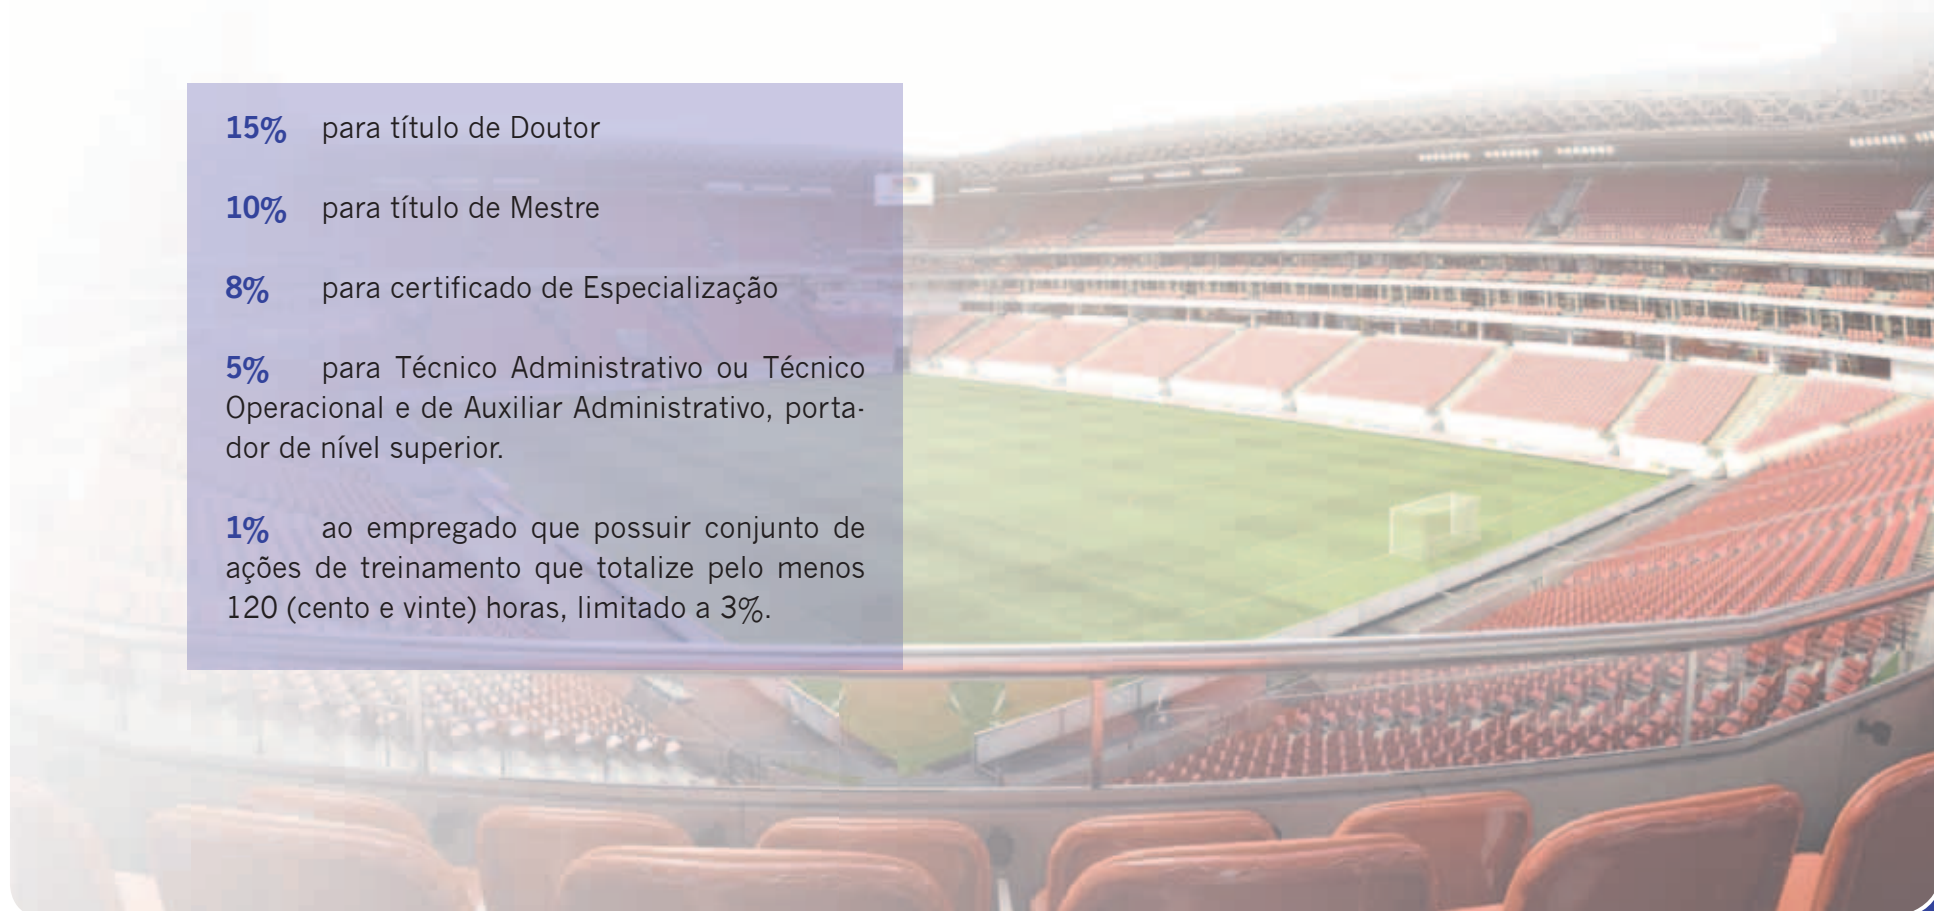 15% para título de Doutor
10% para título de Mestre
8% para certificado de Especialização
5% para Técnico Administrativo ou Técnico
Operacional e de Auxiliar Administrativo, porta-
dor de nível superior.
1% ao empregado que possuir conjunto de
ações de treinamento que totalize pelo menos
120 (cento e vinte) horas, limitado a 3%.